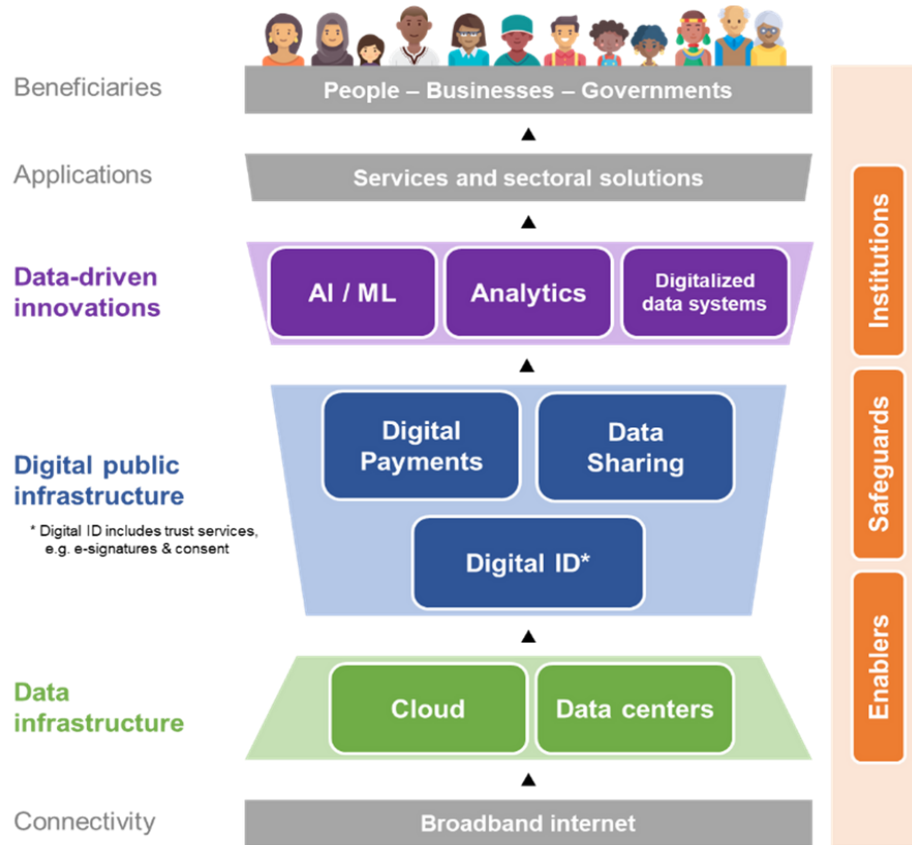 Beneficiaries
People – Businesses – Governments
Applications
Services and sectoral solutions
Data-driven
innovations
AI / ML
Analytics
Digitalized
data systems
Digital public
infrastructure
* Digital ID includes trust services,
e.g. e-signatures & consent
Digital
Payments
Data
Sharing
Digital ID*
Data
infrastructure
Cloud
Data centers
Connectivity
Broadband internet
Institutions
Safeguards
Enablers